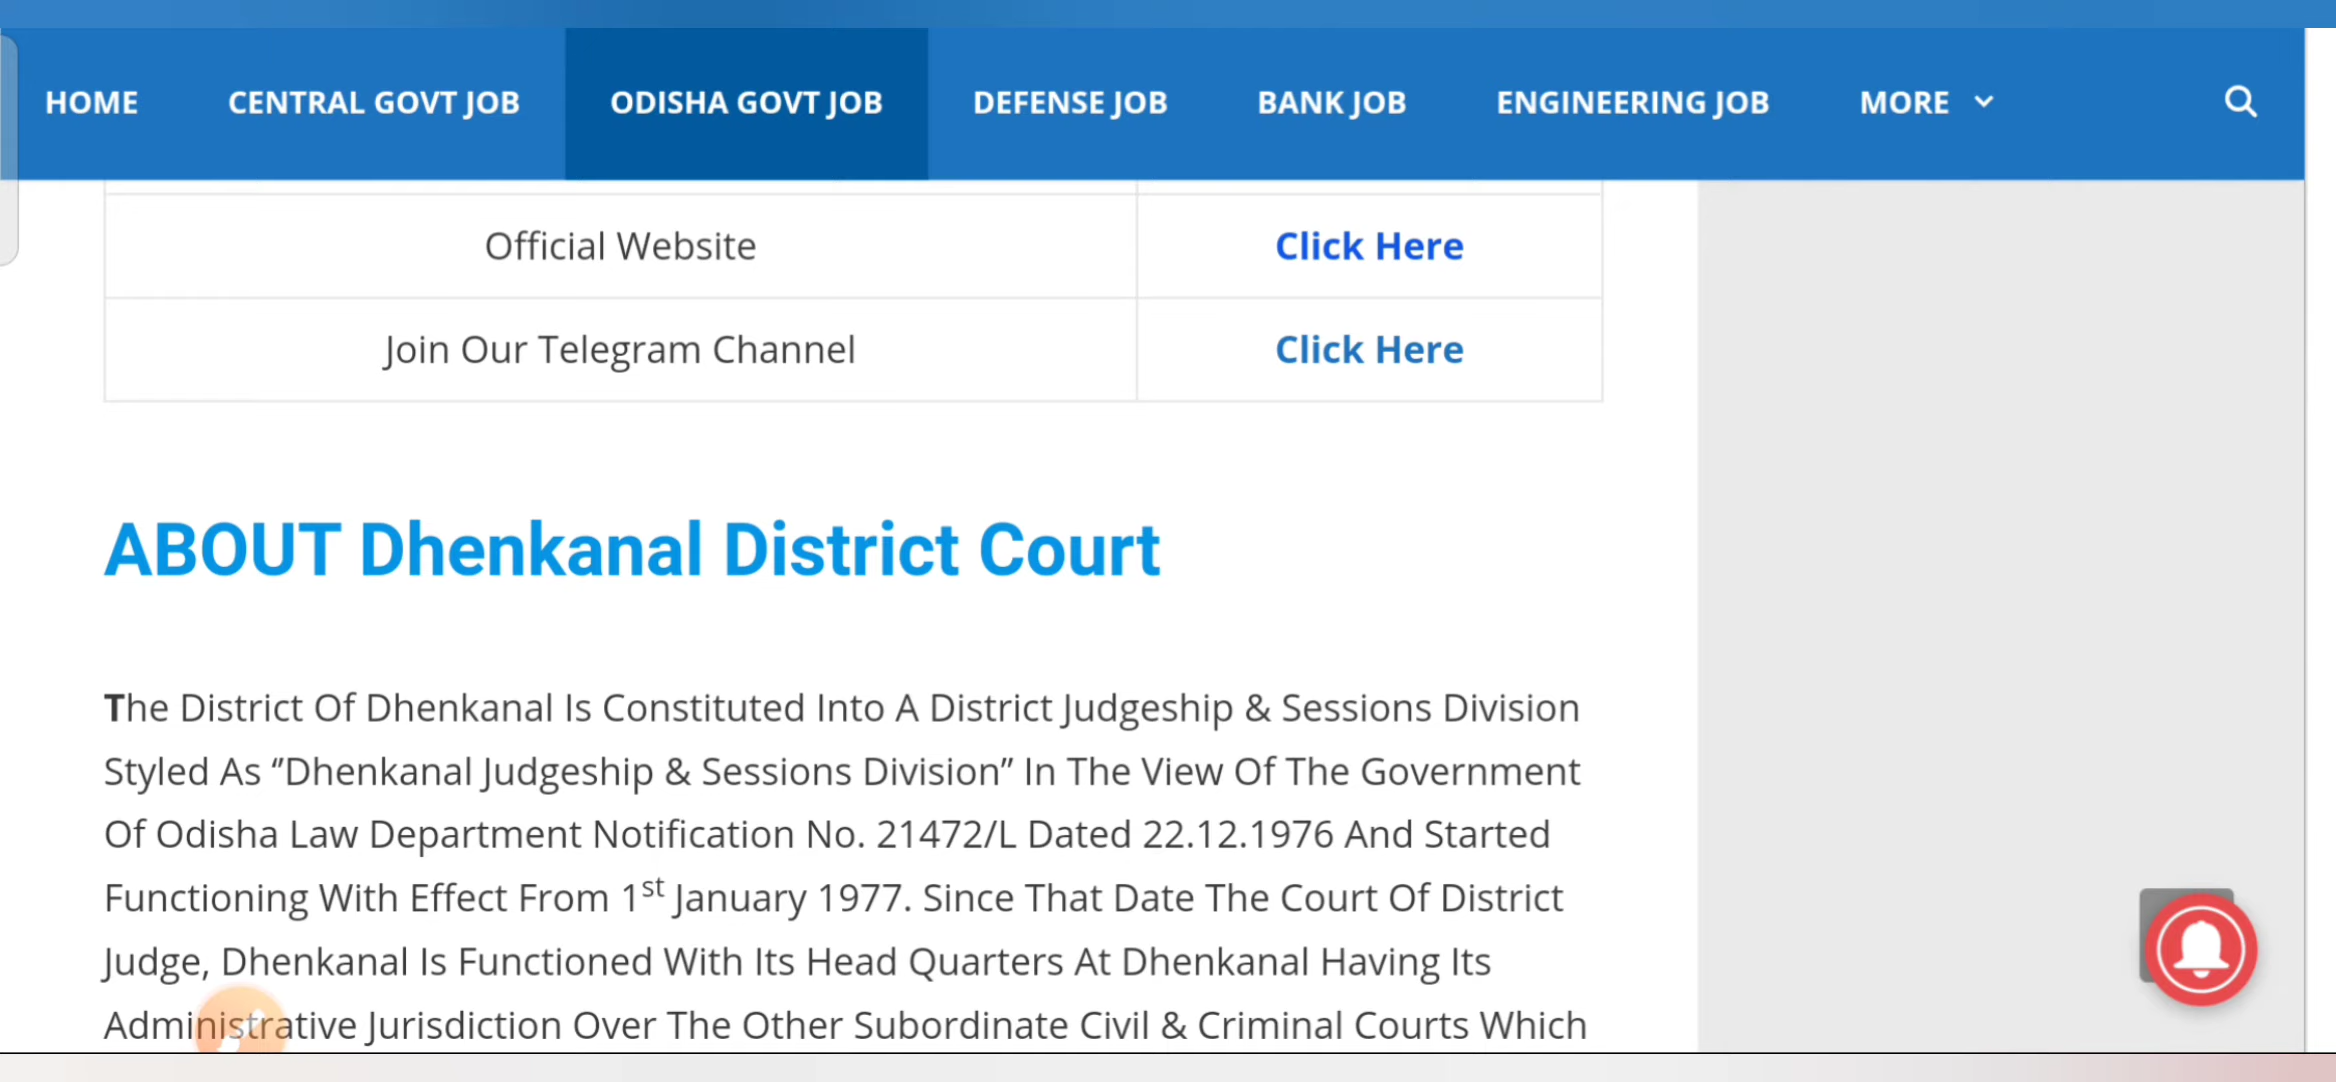 HOME CENTRAL GOVT JOB ODISHA GOVT JOB DEFENSE JOB BANK JOB ENGINEERING JOB MORE
Official Website Click Here
Join Our Telegram Channel Click Here
ABOUT Dhenkanal District Court
The District Of Dhenkanal Is Constituted Into A District Judgeship & Sessions Division
Styled As “Dhenkanal Judgeship & Sessions Division” In The View Of The Government
Of Odisha Law Department Notification No. 21472/L Dated 22.12.1976 And Started
Functioning With Effect From 1st January 1977. Since That Date The Court Of District
Judge, Dhenkanal Is Functioned With Its Head Quarters At Dhenkanal Having Its
Administrative Jurisdiction Over The Other Subordinate Civil & Criminal Courts Which